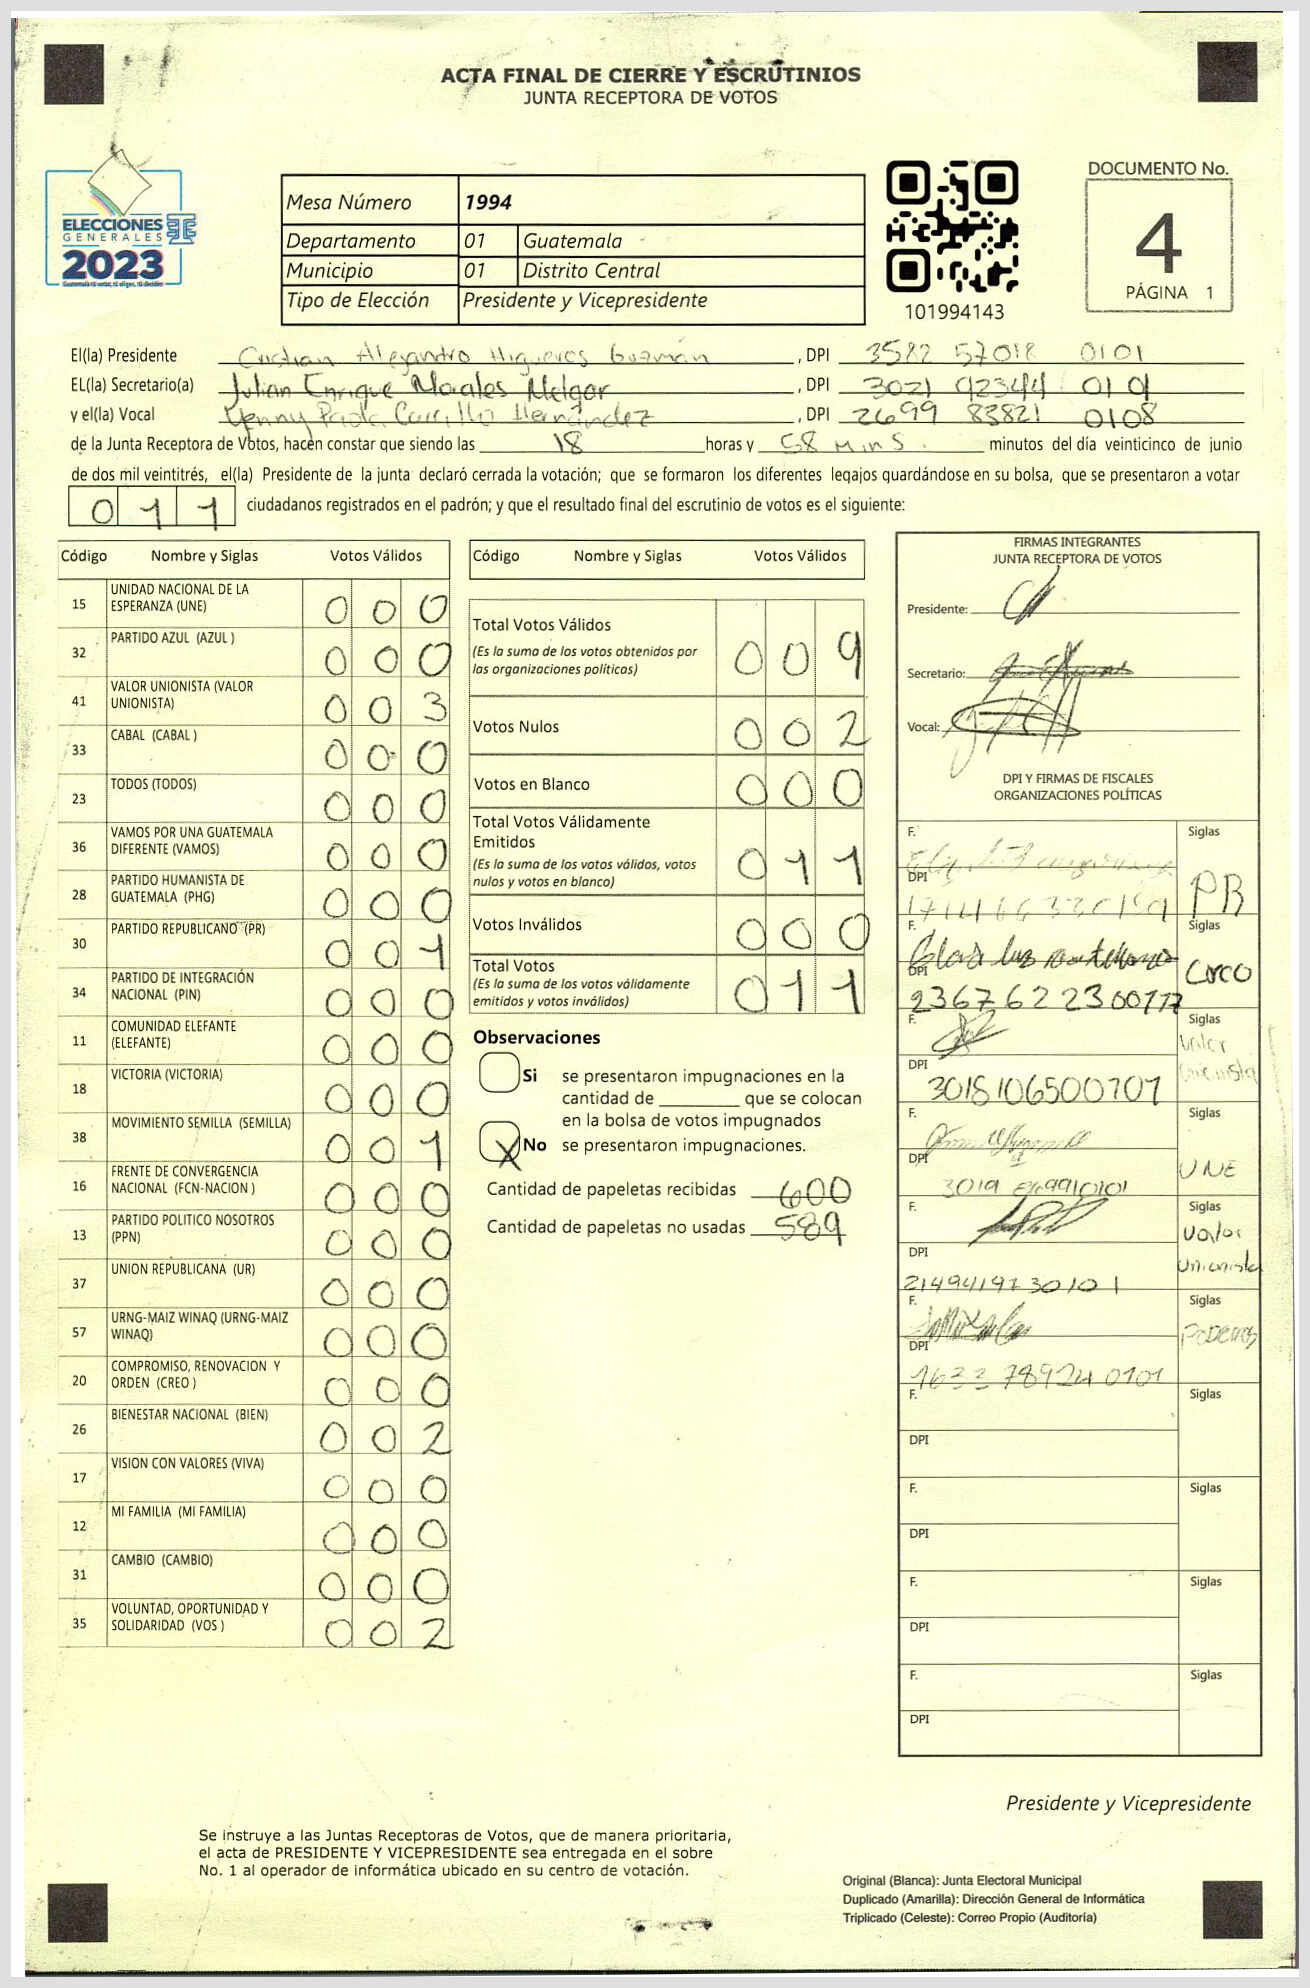 ACTA FINAL DE CIERRE Y ESCRUTINIOS
JUNTA RECEPTORA DE VOTOS
ELECCIONES
GENERALES
2023
Mesa Número 1994
Departamento 01 Guatemala
Municipio 01 Distrito Central
Tipo de Elección Presidente y Vicepresidente
101994143
DOCUMENTO No.
4
PÁGINA 1
El(la) Presidente Cristian Alejandro Higueros Guzmán , DPI 3582 57018 0101
EL(la) Secretario(a) Julian Enrique Morales Melgar , DPI 3021 92344 0101
y el(la) Vocal Yenny Paola Carrillo Hernández , DPI 2699 83821 0108
de la Junta Receptora de Votos, hacen constar que siendo las 18 horas y 58 mins. minutos del día veinticinco de junio
de dos mil veintitrés, el(la) Presidente de la junta declaró cerrada la votación; que se formaron los diferentes legajos guardándose en su bolsa, que se presentaron a votar
0 1 1 ciudadanos registrados en el padrón; y que el resultado final del escrutinio de votos es el siguiente:
Código Nombre y Siglas Votos Válidos
15 UNIDAD NACIONAL DE LA ESPERANZA (UNE) 0 0 0
32 PARTIDO AZUL (AZUL ) 0 0 0
41 VALOR UNIONISTA (VALOR UNIONISTA) 0 0 3
33 CABAL (CABAL ) 0 0 0
23 TODOS (TODOS) 0 0 0
36 VAMOS POR UNA GUATEMALA DIFERENTE (VAMOS) 0 0 0
28 PARTIDO HUMANISTA DE GUATEMALA (PHG) 0 0 0
30 PARTIDO REPUBLICANO (PR) 0 0 1
34 PARTIDO DE INTEGRACIÓN NACIONAL (PIN) 0 0 0
11 COMUNIDAD ELEFANTE (ELEFANTE) 0 0 0
18 VICTORIA (VICTORIA) 0 0 0
38 MOVIMIENTO SEMILLA (SEMILLA) 0 0 1
16 FRENTE DE CONVERGENCIA NACIONAL (FCN-NACION ) 0 0 0
13 PARTIDO POLITICO NOSOTROS (PPN) 0 0 0
37 UNION REPUBLICANA (UR) 0 0 0
57 URNG-MAIZ WINAQ (URNG-MAIZ WINAQ) 0 0 0
20 COMPROMISO, RENOVACION Y ORDEN (CREO ) 0 0 0
26 BIENESTAR NACIONAL (BIEN) 0 0 2
17 VISION CON VALORES (VIVA) 0 0 0
12 MI FAMILIA (MI FAMILIA) 0 0 0
31 CAMBIO (CAMBIO) 0 0 0
35 VOLUNTAD, OPORTUNIDAD Y SOLIDARIDAD (VOS ) 0 0 2
Código Nombre y Siglas Votos Válidos
Total Votos Válidos 0 0 9
(Es la suma de los votos obtenidos por
las organizaciones políticas)
Votos Nulos 0 0 2
Votos en Blanco 0 0 0
Total Votos Válidamente
Emitidos 0 1 1
(Es la suma de los votos válidos, votos
nulos y votos en blanco)
Votos Inválidos 0 0 0
Total Votos 0 1 1
(Es la suma de los votos válidamente
emitidos y votos inválidos)
Observaciones
Si se presentaron impugnaciones en la
cantidad de ________ que se colocan
en la bolsa de votos impugnados
X No se presentaron impugnaciones.
Cantidad de papeletas recibidas 600
Cantidad de papeletas no usadas 589
FIRMAS INTEGRANTES
JUNTA RECEPTORA DE VOTOS
Presidente:
Secretario:
Vocal:
DPI Y FIRMAS DE FISCALES
ORGANIZACIONES POLÍTICAS
F. Siglas
DPI PR
F. Siglas
DPI 2367622300117 CREO
F. Siglas
DPI 3018106500707 Valor Unionista
F. Siglas
DPI UNE
F. Siglas
DPI 2149419730101 Valor Unionista
F. Siglas
DPI 1633 78924 0101 Podemos
F. Siglas
DPI
F. Siglas
DPI
F. Siglas
DPI
F. Siglas
DPI
Presidente y Vicepresidente
Se instruye a las Juntas Receptoras de Votos, que de manera prioritaria,
el acta de PRESIDENTE Y VICEPRESIDENTE sea entregada en el sobre
No. 1 al operador de informática ubicado en su centro de votación.
Original (Blanca): Junta Electoral Municipal
Duplicado (Amarilla): Dirección General de Informática
Triplicado (Celeste): Correo Propio (Auditoría)